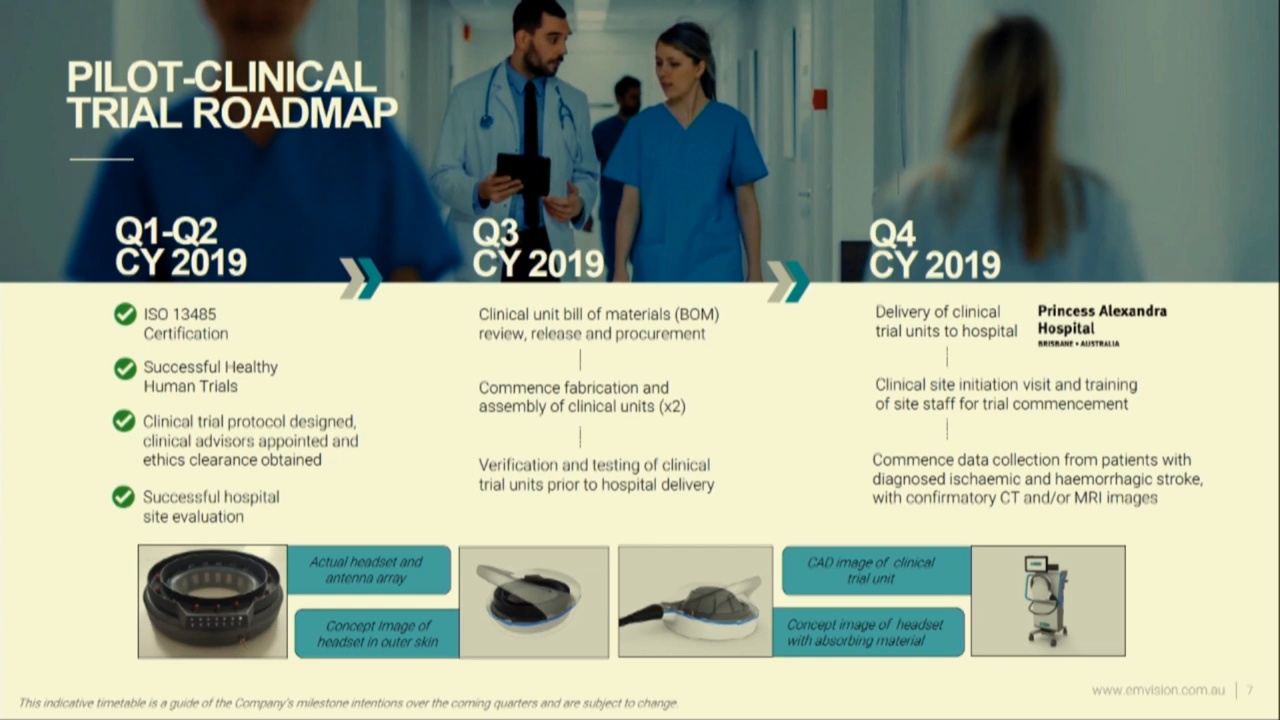 PILOT-CLINICAL
TRIAL ROADMAP
Q1-Q2
CY 2019
ISO 13485
Certification
Successful Healthy
Human Trials
Clinical trial protocol designed,
clinical advisors appointed and
ethics clearance obtained
Successful hospital
site evaluation
Q3
CY 2019
Clinical unit bill of materials (BOM)
review, release and procurement
Commence fabrication and
assembly of clinical units (x2)
Verification and testing of clinical
trial units prior to hospital delivery
Q4
CY 2019
Delivery of clinical
trial units to hospital
Princess Alexandra
Hospital
BRISBANE • AUSTRALIA
Clinical site initiation visit and training
of site staff for trial commencement
Commence data collection from patients with
diagnosed ischaemic and haemorrhagic stroke,
with confirmatory CT and/or MRI images
Actual headset and
antenna array
Concept Image of
headset in outer skin
CAD image of clinical
trial unit
Concept image of headset
with absorbing material
www.emvision.com.au | 7
This indicative timetable is a guide of the Company's milestone intentions over the coming quarters and are subject to change.